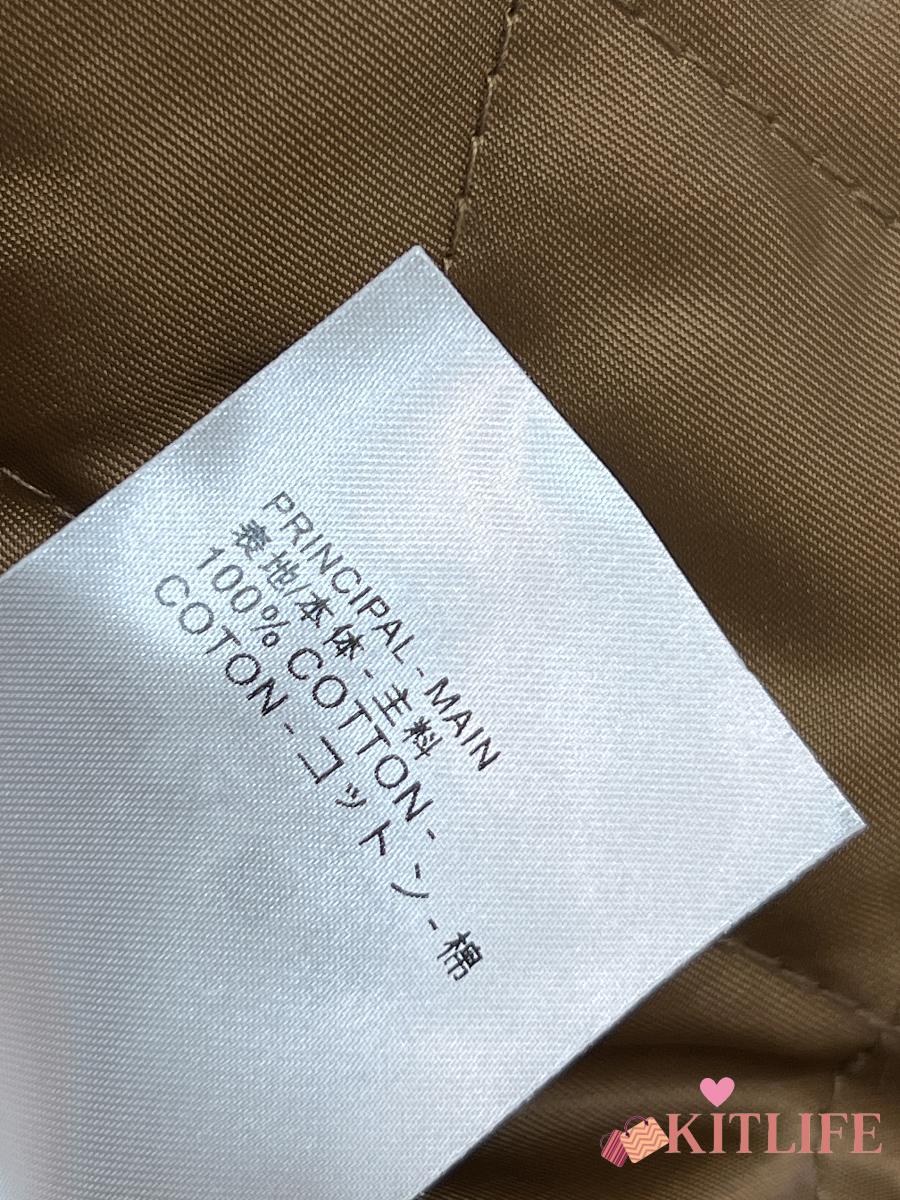 PRINCIPAL - MAIN
表地/本体 - 主料
100% COTTON -
COTON - コットン - 棉
KITLIFE